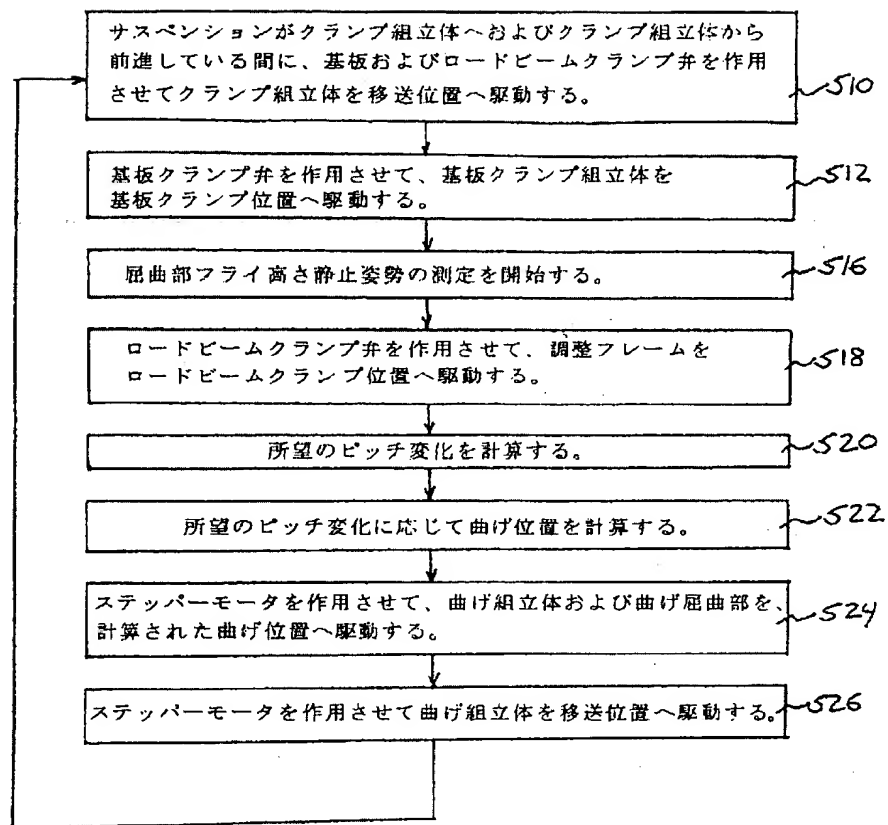 サスペンションがクランプ組立体へおよびクランプ組立体から
前進している間に、基板およびロードビームクランプ弁を作用
させてクランプ組立体を移送位置へ駆動する。
510
基板クランプ弁を作用させて、基板クランプ組立体を
基板クランプ位置へ駆動する。
512
屈曲部フライ高さ静止姿勢の測定を開始する。
516
ロードビームクランプ弁を作用させて、調整フレームを
ロードビームクランプ位置へ駆動する。
518
所望のピッチ変化を計算する。
520
所望のピッチ変化に応じて曲げ位置を計算する。
522
ステッパーモータを作用させて、曲げ組立体および曲げ屈曲部を、
計算された曲げ位置へ駆動する。
524
ステッパーモータを作用させて曲げ組立体を移送位置へ駆動する。
526